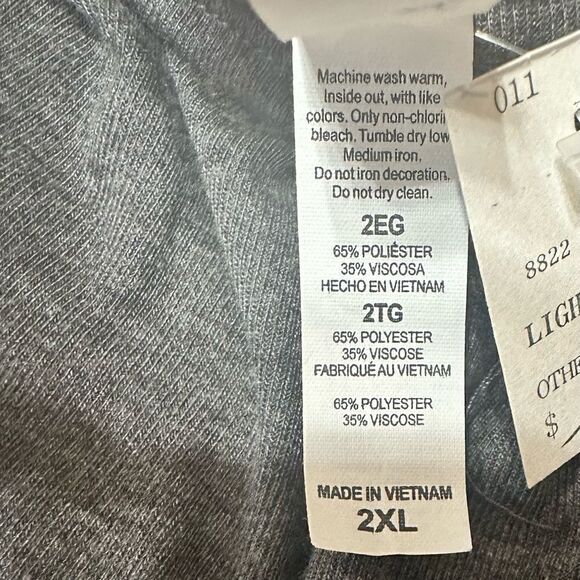 Machine wash warm,
Inside out, with like
colors. Only non-chlorin
bleach. Tumble dry low
Medium iron,
Do not iron decoration,
Do not dry clean.
2EG
65% POLIÉSTER
35% VISCOSA
HECHO EN VIETNAM
2TG
65% POLYESTER
35% VISCOSE
FABRIQUÉ AU VIETNAM
65% POLYESTER
35% VISCOSE
MADE IN VIETNAM
2XL
011
8822
LIGH
OTHE
$